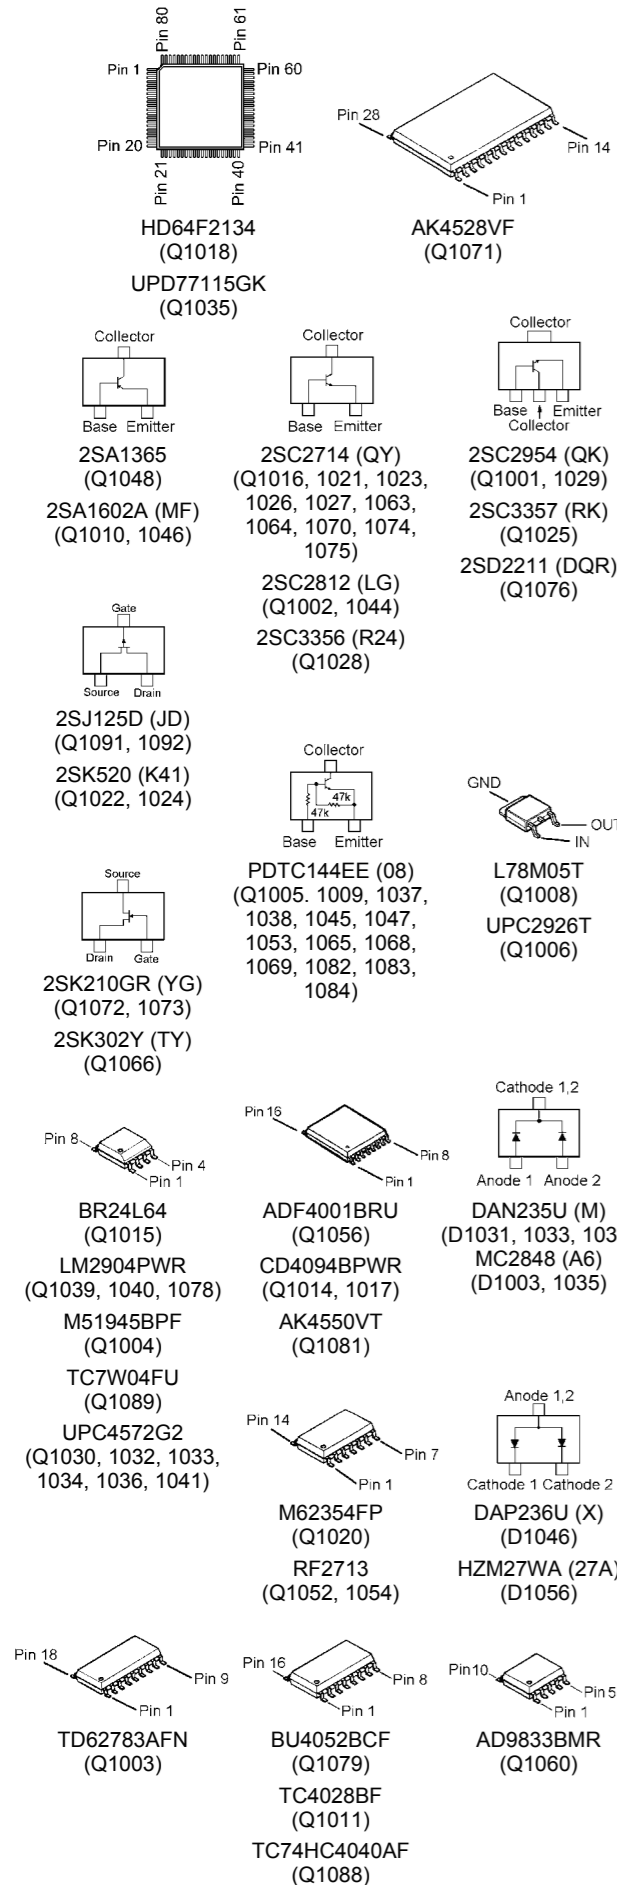 Pin 80
Pin 61
Pin 1
Pin 60
Pin 20
Pin 41
Pin 21
Pin 40
HD64F2134
(Q1018)
UPD77115GK
(Q1035)
Pin 28
Pin 14
Pin 1
AK4528VF
(Q1071)
Collector
Base Emitter
2SA1365
(Q1048)
2SA1602A (MF)
(Q1010, 1046)
Collector
Base Emitter
2SC2714 (QY)
(Q1016, 1021, 1023,
1026, 1027, 1063,
1064, 1070, 1074,
1075)
2SC2812 (LG)
(Q1002, 1044)
2SC3356 (R24)
(Q1028)
Collector
Base Emitter
Collector
2SC2954 (QK)
(Q1001, 1029)
2SC3357 (RK)
(Q1025)
2SD2211 (DQR)
(Q1076)
Gate
Source Drain
2SJ125D (JD)
(Q1091, 1092)
2SK520 (K41)
(Q1022, 1024)
Collector
47k
47k
Base Emitter
PDTC144EE (08)
(Q1005. 1009, 1037,
1038, 1045, 1047,
1053, 1065, 1068,
1069, 1082, 1083,
1084)
GND
OUT
IN
L78M05T
(Q1008)
UPC2926T
(Q1006)
Source
Drain Gate
2SK210GR (YG)
(Q1072, 1073)
2SK302Y (TY)
(Q1066)
Pin 8
Pin 4
Pin 1
BR24L64
(Q1015)
LM2904PWR
(Q1039, 1040, 1078)
M51945BPF
(Q1004)
TC7W04FU
(Q1089)
UPC4572G2
(Q1030, 1032, 1033,
1034, 1036, 1041)
Pin 16
Pin 8
Pin 1
ADF4001BRU
(Q1056)
CD4094BPWR
(Q1014, 1017)
AK4550VT
(Q1081)
Cathode 1,2
Anode 1 Anode 2
DAN235U (M)
(D1031, 1033,
MC2848 (A6)
(D1003, 1035)
Pin 14
Pin 7
Pin 1
M62354FP
(Q1020)
RF2713
(Q1052, 1054)
Anode 1,2
Cathode 1 Cathode 2
DAP236U (X)
(D1046)
HZM27WA (27A)
(D1056)
Pin 18
Pin 9
Pin 1
TD62783AFN
(Q1003)
Pin 16
Pin 8
Pin 1
BU4052BCF
(Q1079)
TC4028BF
(Q1011)
TC74HC4040AF
(Q1088)
Pin10
Pin 5
Pin 1
AD9833BMR
(Q1060)